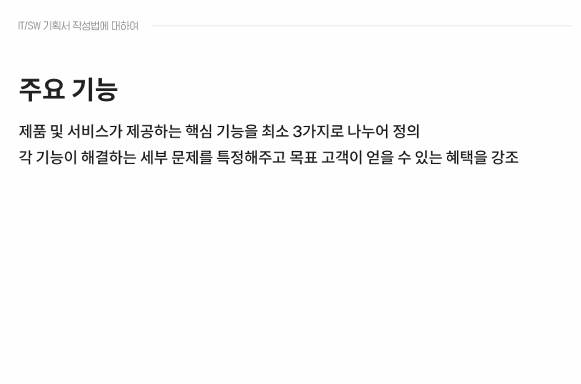 IT/SW 기획서 작성법에 대하여
주요 기능
제품 및 서비스가 제공하는 핵심 기능을 최소 3가지로 나누어 정의
각 기능이 해결하는 세부 문제를 특정해주고 목표 고객이 얻을 수 있는 혜택을 강조